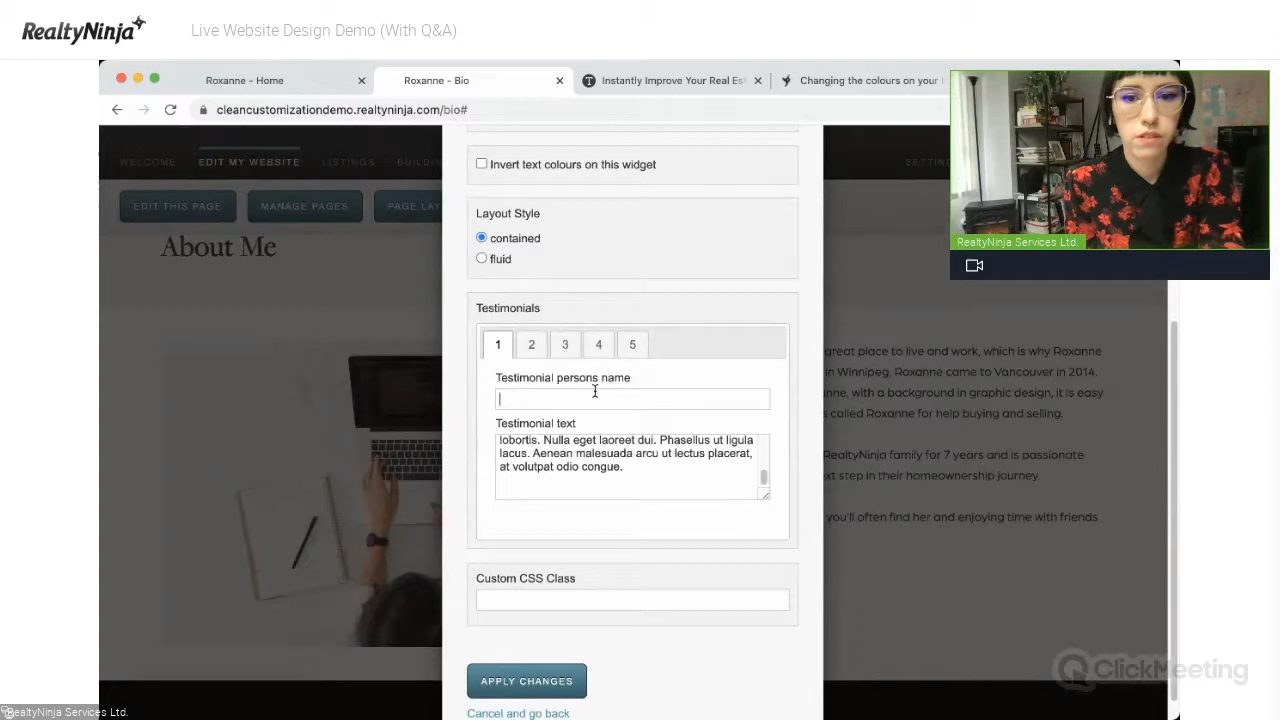 RealtyNinja
Live Website Design Demo (With Q&A)
Roxanne - Home
Roxanne - Bio
Instantly Improve Your Real Es
Changing the colours on your
cleancustomizationdemo.realtyninja.com/bio#
WELCOME
EDIT MY WEBSITE
LISTINGS
SETTING
EDIT THIS PAGE
MANAGE PAGES
PAGE LAY
RealtyNinja Services Ltd.
About Me
Invert text colours on this widget
Layout Style
contained
fluid
Testimonials
1 2 3 4 5
Testimonial persons name
Testimonial text
lobortis. Nulla eget laoreet dui. Phasellus ut ligula
lacus. Aenean malesuada arcu ut lectus placerat,
at volutpat odio congue.
great place to live and work, which is why Roxanne
in Winnipeg, Roxanne came to Vancouver in 2014.
nne, with a background in graphic design, it is easy
s called Roxanne for help buying and selling.
RealtyNinja family for 7 years and is passionate
xt step in their homeownership journey.
you'll often find her and enjoying time with friends
Custom CSS Class
APPLY CHANGES
Cancel and go back
ClickMeeting
RealtyNinja Services Ltd.